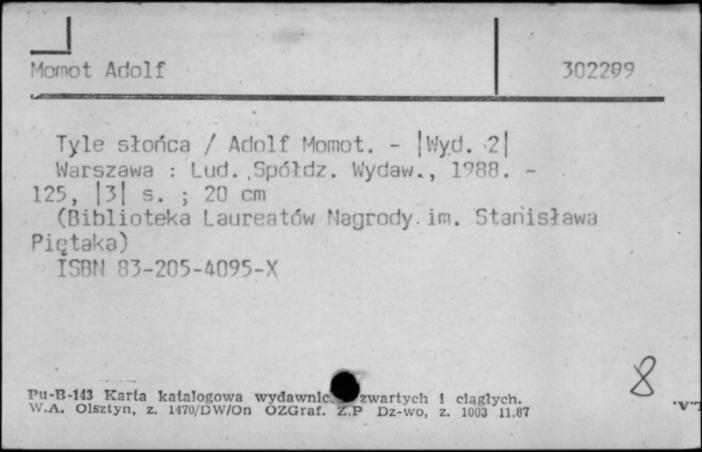 Momot Adolf 302299
Tyle słońca / Adolf Momot. - |Wyd. 2|
Warszawa : Lud. Spółdz. Wydaw., 1988. -
125, |3| s. ; 20 cm
(Biblioteka Laureatów Nagrody im. Stanisława
Piętaka)
ISBN 83-205-4095-X
8
Pu-B-143 Karta katalogowa wydawnic zwartych i ciągłych.
W.A. Olsztyn, z. 1470/DW/On OZGraf. Z.P Dz-wo, z. 1003 11.87